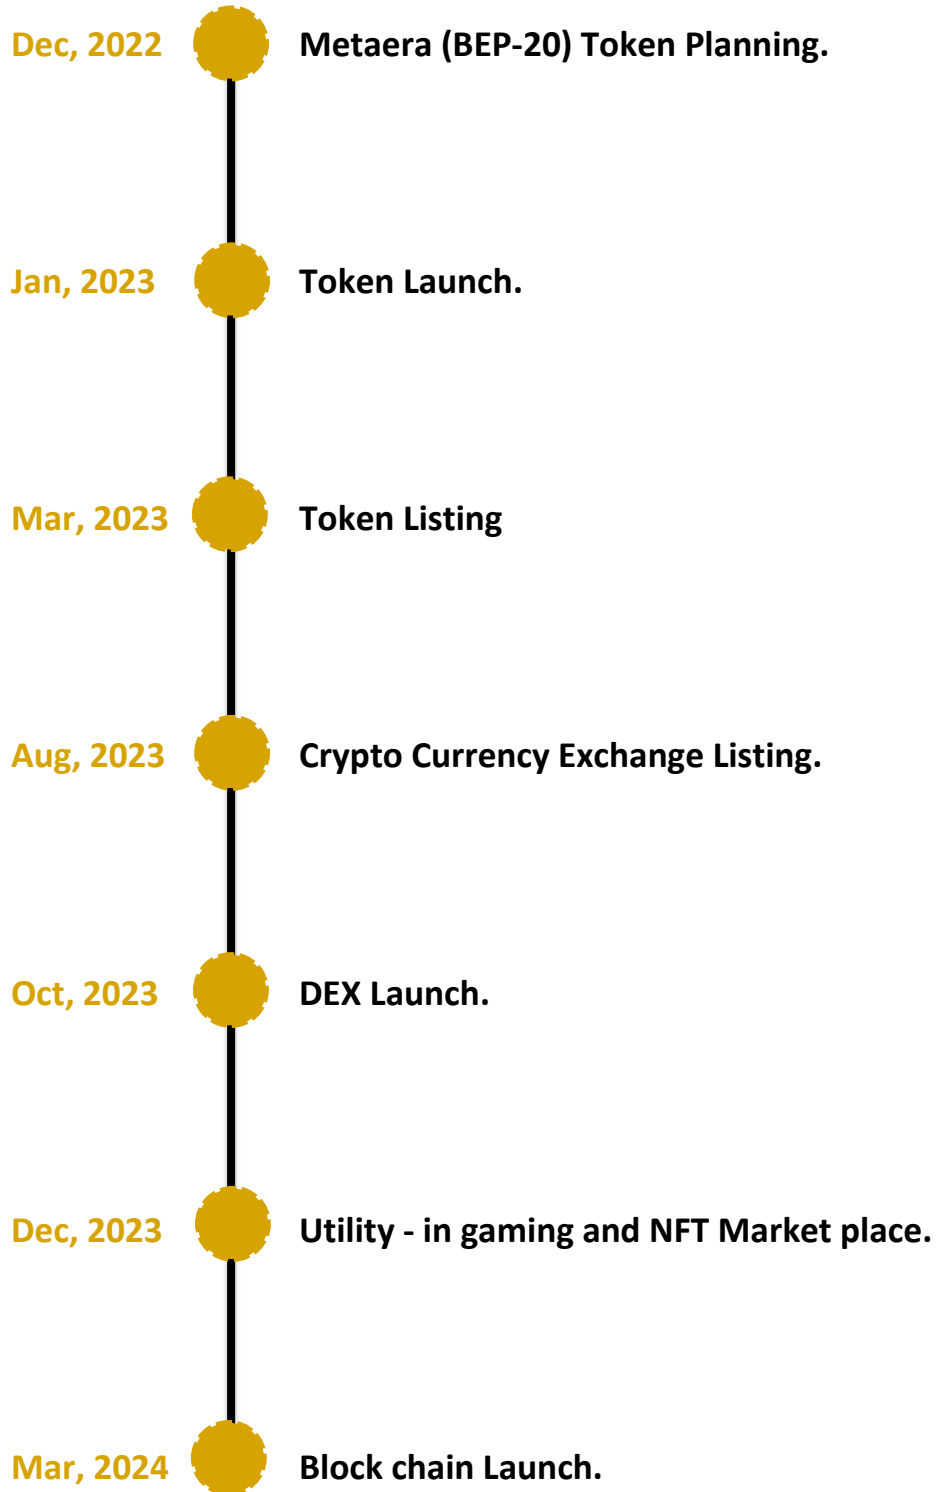 Dec, 2022 Metaera (BEP-20) Token Planning.
Jan, 2023 Token Launch.
Mar, 2023 Token Listing
Aug, 2023 Crypto Currency Exchange Listing.
Oct, 2023 DEX Launch.
Dec, 2023 Utility - in gaming and NFT Market place.
Mar, 2024 Block chain Launch.